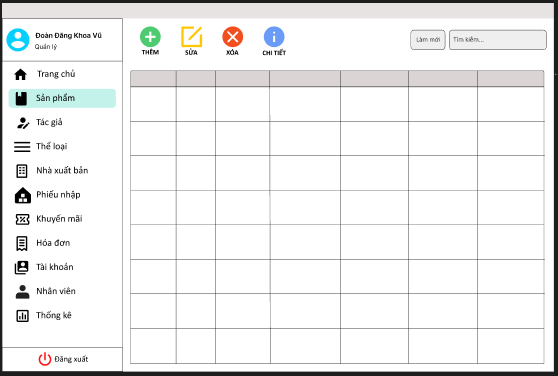 Đoàn Đăng Khoa Vũ
Quản lý
THÊM
SỬA
XÓA
CHI TIẾT
Làm mới
Tìm kiếm...
Trang chủ
Sản phẩm
Tác giả
Thể loại
Nhà xuất bản
Phiếu nhập
Khuyến mãi
Hóa đơn
Tài khoản
Nhân viên
Thống kê
Đăng xuất